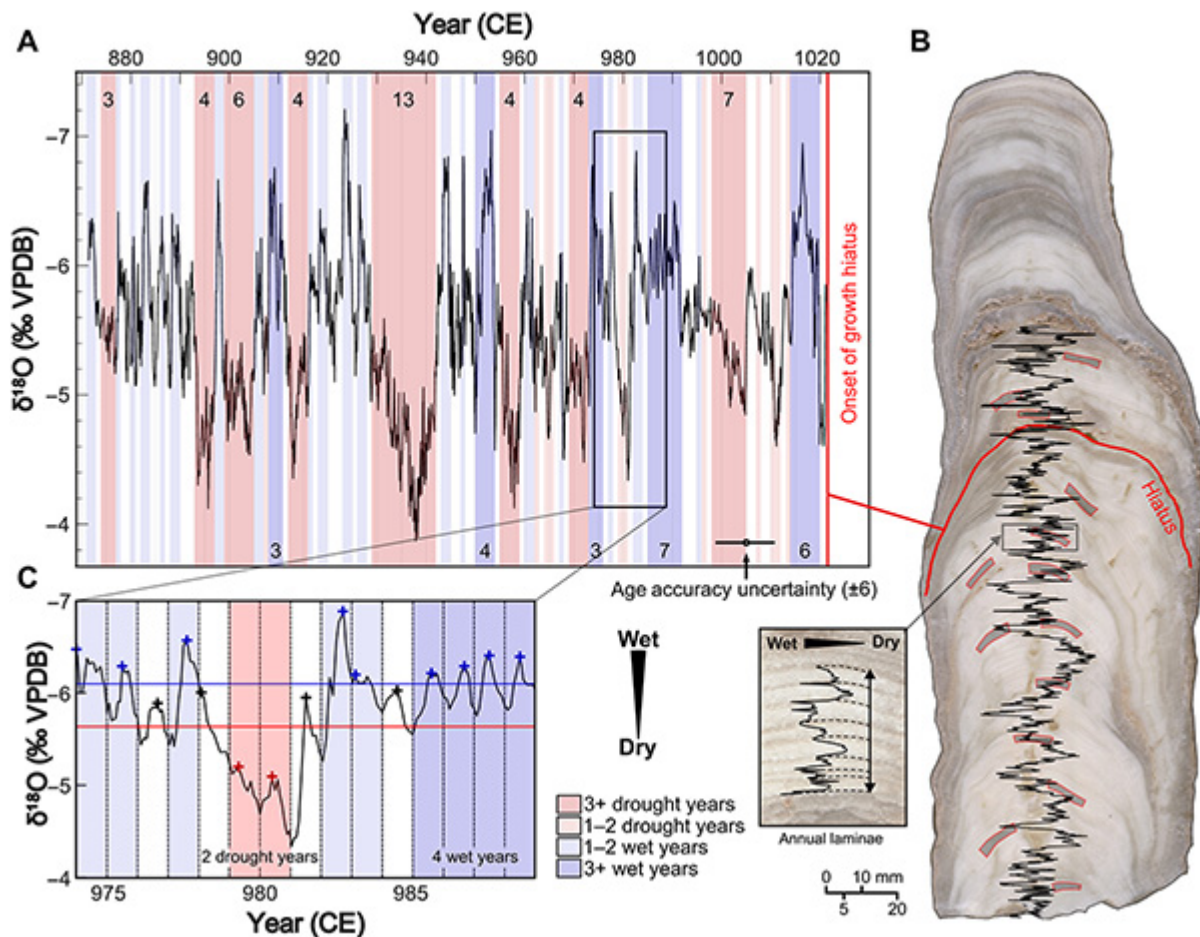 A
Year (CE)
B
880 900 920 940 960 980 1000 1020
3 4 6 4 13 4 4 7
−7
−6
−5
−4
δ¹⁸O (‰ VPDB)
Onset of growth hiatus
3 4 3 7 6
Age accuracy uncertainty (±6)
Hiatus
C
−7
−6
−5
−4
δ¹⁸O (‰ VPDB)
2 drought years
4 wet years
975 980 985
Year (CE)
Wet
Dry
3+ drought years
1–2 drought years
1–2 wet years
3+ wet years
Wet Dry
Annual laminae
0 10 mm
5 20